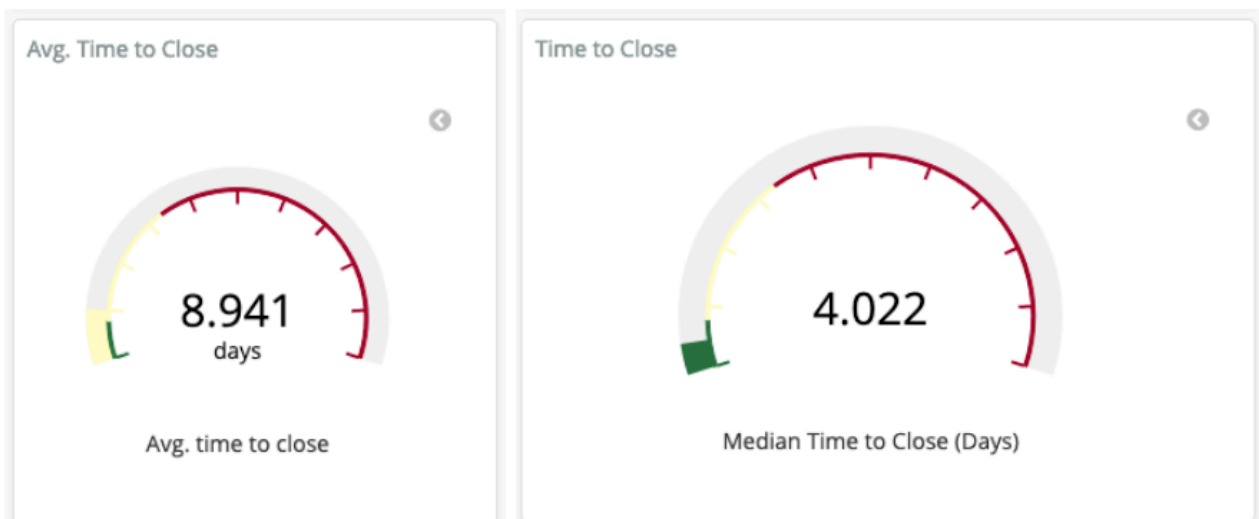 Avg. Time to Close
8.941
days
Avg. time to close
Time to Close
4.022
Median Time to Close (Days)